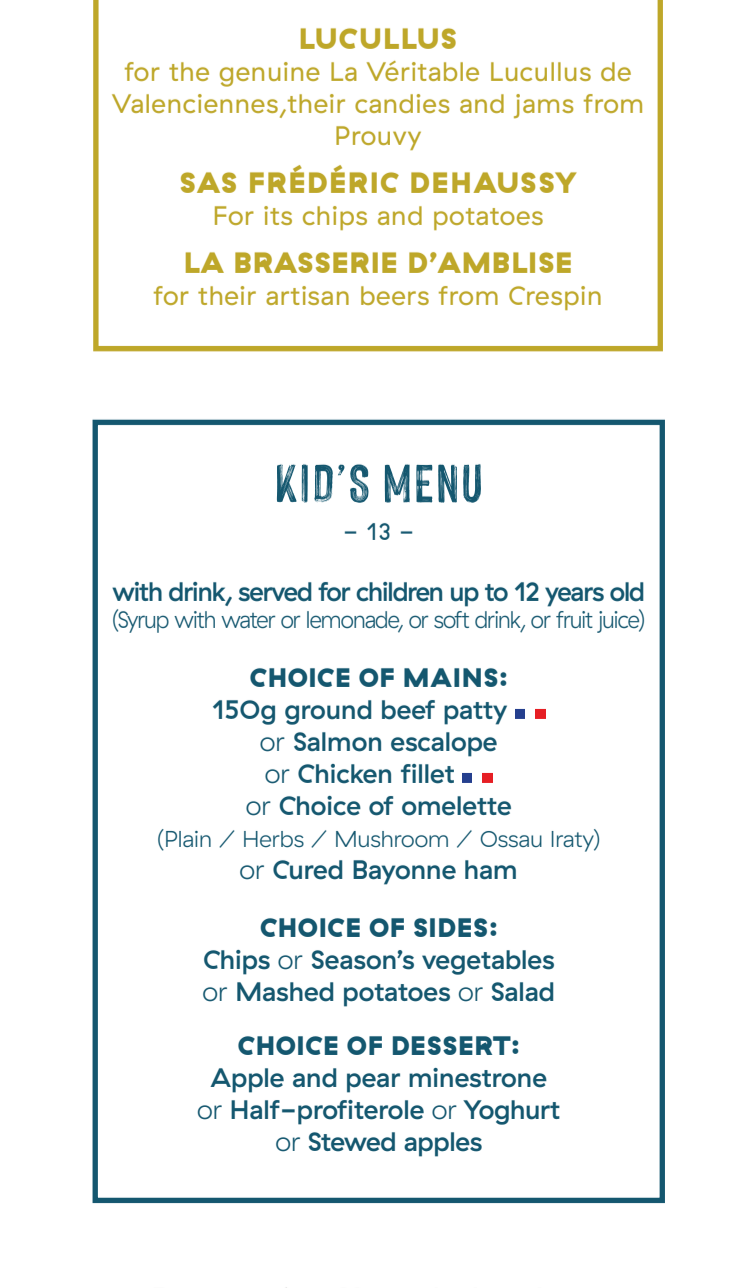 LUCULLUS
for the genuine La Véritable Lucullus de
Valenciennes,their candies and jams from
Prouvy
SAS FRÉDÉRIC DEHAUSSY
For its chips and potatoes
LA BRASSERIE D'AMBLISE
for their artisan beers from Crespin
KID'S MENU
– 13 –
with drink, served for children up to 12 years old
(Syrup with water or lemonade, or soft drink, or fruit juice)
CHOICE OF MAINS:
150g ground beef patty
or Salmon escalope
or Chicken fillet
or Choice of omelette
(Plain / Herbs / Mushroom / Ossau Iraty)
or Cured Bayonne ham
CHOICE OF SIDES:
Chips or Season's vegetables
or Mashed potatoes or Salad
CHOICE OF DESSERT:
Apple and pear minestrone
or Half-profiterole or Yoghurt
or Stewed apples